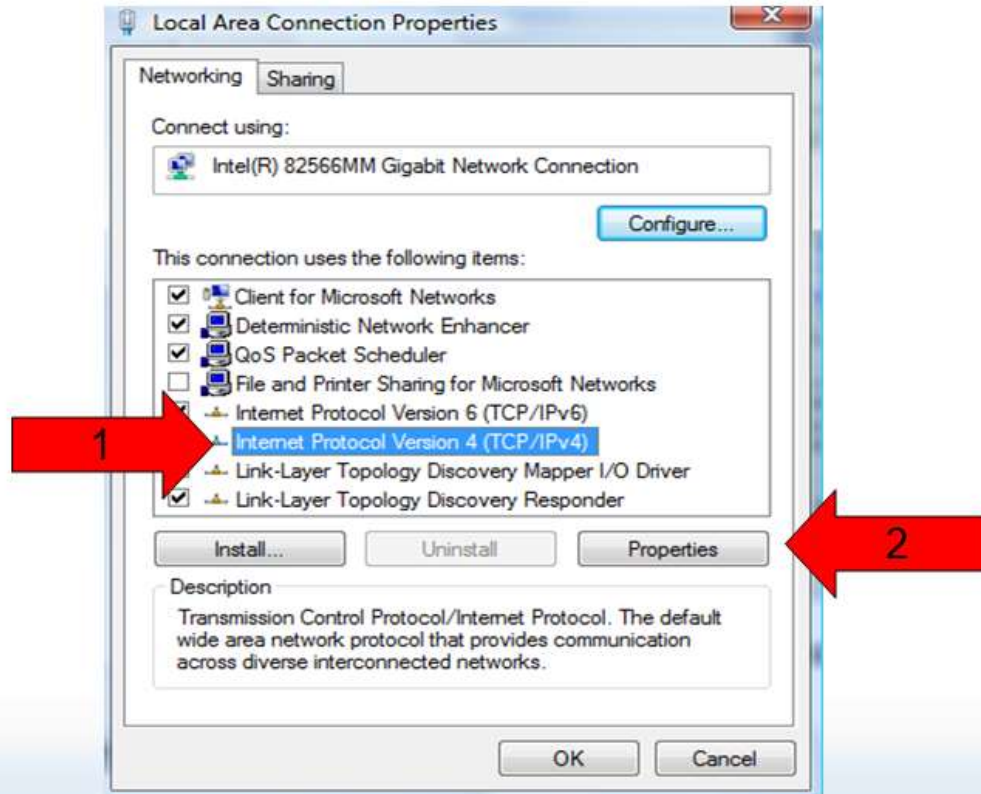 Local Area Connection Properties
Networking
Sharing
Connect using:
Intel(R) 82566MM Gigabit Network Connection
Configure...
This connection uses the following items:
Client for Microsoft Networks
Deterministic Network Enhancer
QoS Packet Scheduler
File and Printer Sharing for Microsoft Networks
Internet Protocol Version 6 (TCP/IPv6)
1
Internet Protocol Version 4 (TCP/IPv4)
Link-Layer Topology Discovery Mapper I/O Driver
Link-Layer Topology Discovery Responder
Install...
Uninstall
Properties
2
Description
Transmission Control Protocol/Internet Protocol. The default
wide area network protocol that provides communication
across diverse interconnected networks.
OK
Cancel